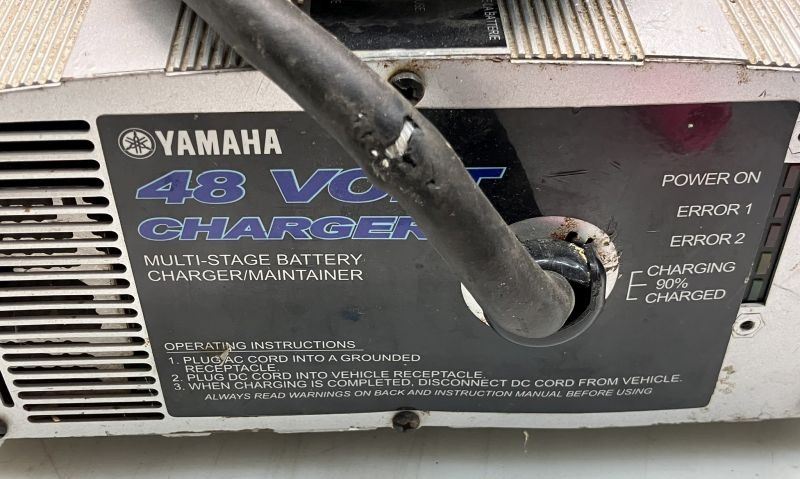 A BATTERIE
YAMAHA
48 VOLT
CHARGER
MULTI-STAGE BATTERY
CHARGER/MAINTAINER
POWER ON
ERROR 1
ERROR 2
CHARGING
90%
CHARGED
OPERATING INSTRUCTIONS
1. PLUG AC CORD INTO A GROUNDED
RECEPTACLE.
2. PLUG DC CORD INTO VEHICLE RECEPTACLE.
3. WHEN CHARGING IS COMPLETED, DISCONNECT DC CORD FROM VEHICLE.
ALWAYS READ WARNINGS ON BACK AND INSTRUCTION MANUAL BEFORE USING